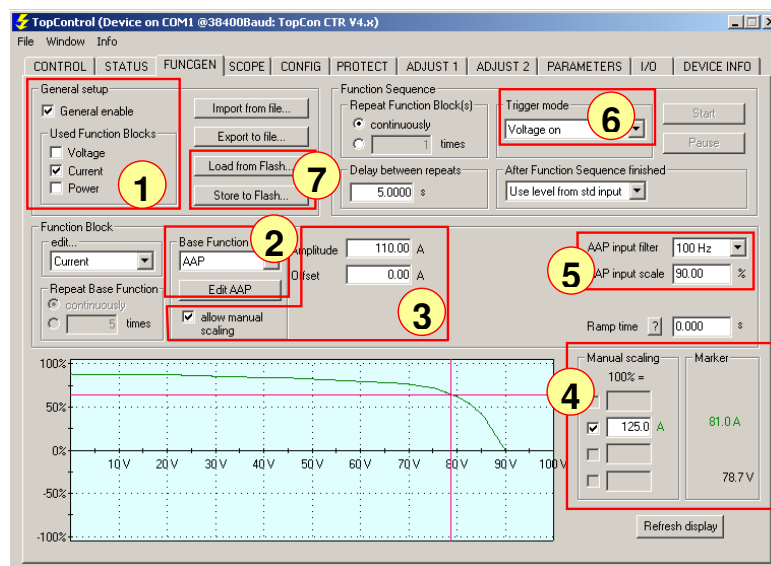 TopControl (Device on COM1 @38400Baud: TopCon CTR V4.x)
File Window Info
CONTROL STATUS FUNCGEN SCOPE CONFIG PROTECT ADJUST 1 ADJUST 2 PARAMETERS I/O DEVICE INFO
General setup
General enable
Used Function Blocks
Voltage
Current
Power
1
Import from file...
Export to file...
Load from Flash...
Store to Flash...
7
Function Sequence
Repeat Function Block(s)
continuously
1 times
Delay between repeats
5.0000 s
Trigger mode
Voltage on
6
After Function Sequence finished
Use level from std input
Start
Pause
Function Block
edit...
Current
Repeat Base Function
continuously
5 times
Base Function
AAP
Edit AAP
2
allow manual
scaling
Amplitude 110.00 A
0.00 A
3
AAP input filter 100 Hz
input scale 90.00 %
5
Ramp time ? 0.000 s
100%
50%
0%
-50%
-100%
10 V 20 V 30 V 40 V 50 V 60 V 70 V 80 V 90 V 100 V
Manual scaling
100% =
4
125.0 A
Marker
81.0 A
78.7 V
Refresh display